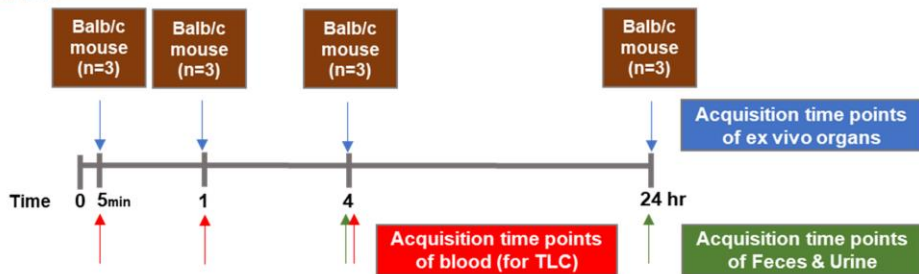 Balb/c
mouse
(n=3)
Balb/c
mouse
(n=3)
Balb/c
mouse
(n=3)
Balb/c
mouse
(n=3)
Acquisition time points
of ex vivo organs
Time 0 5min 1 4 24 hr
Acquisition time points
of blood (for TLC)
Acquisition time points
of Feces & Urine